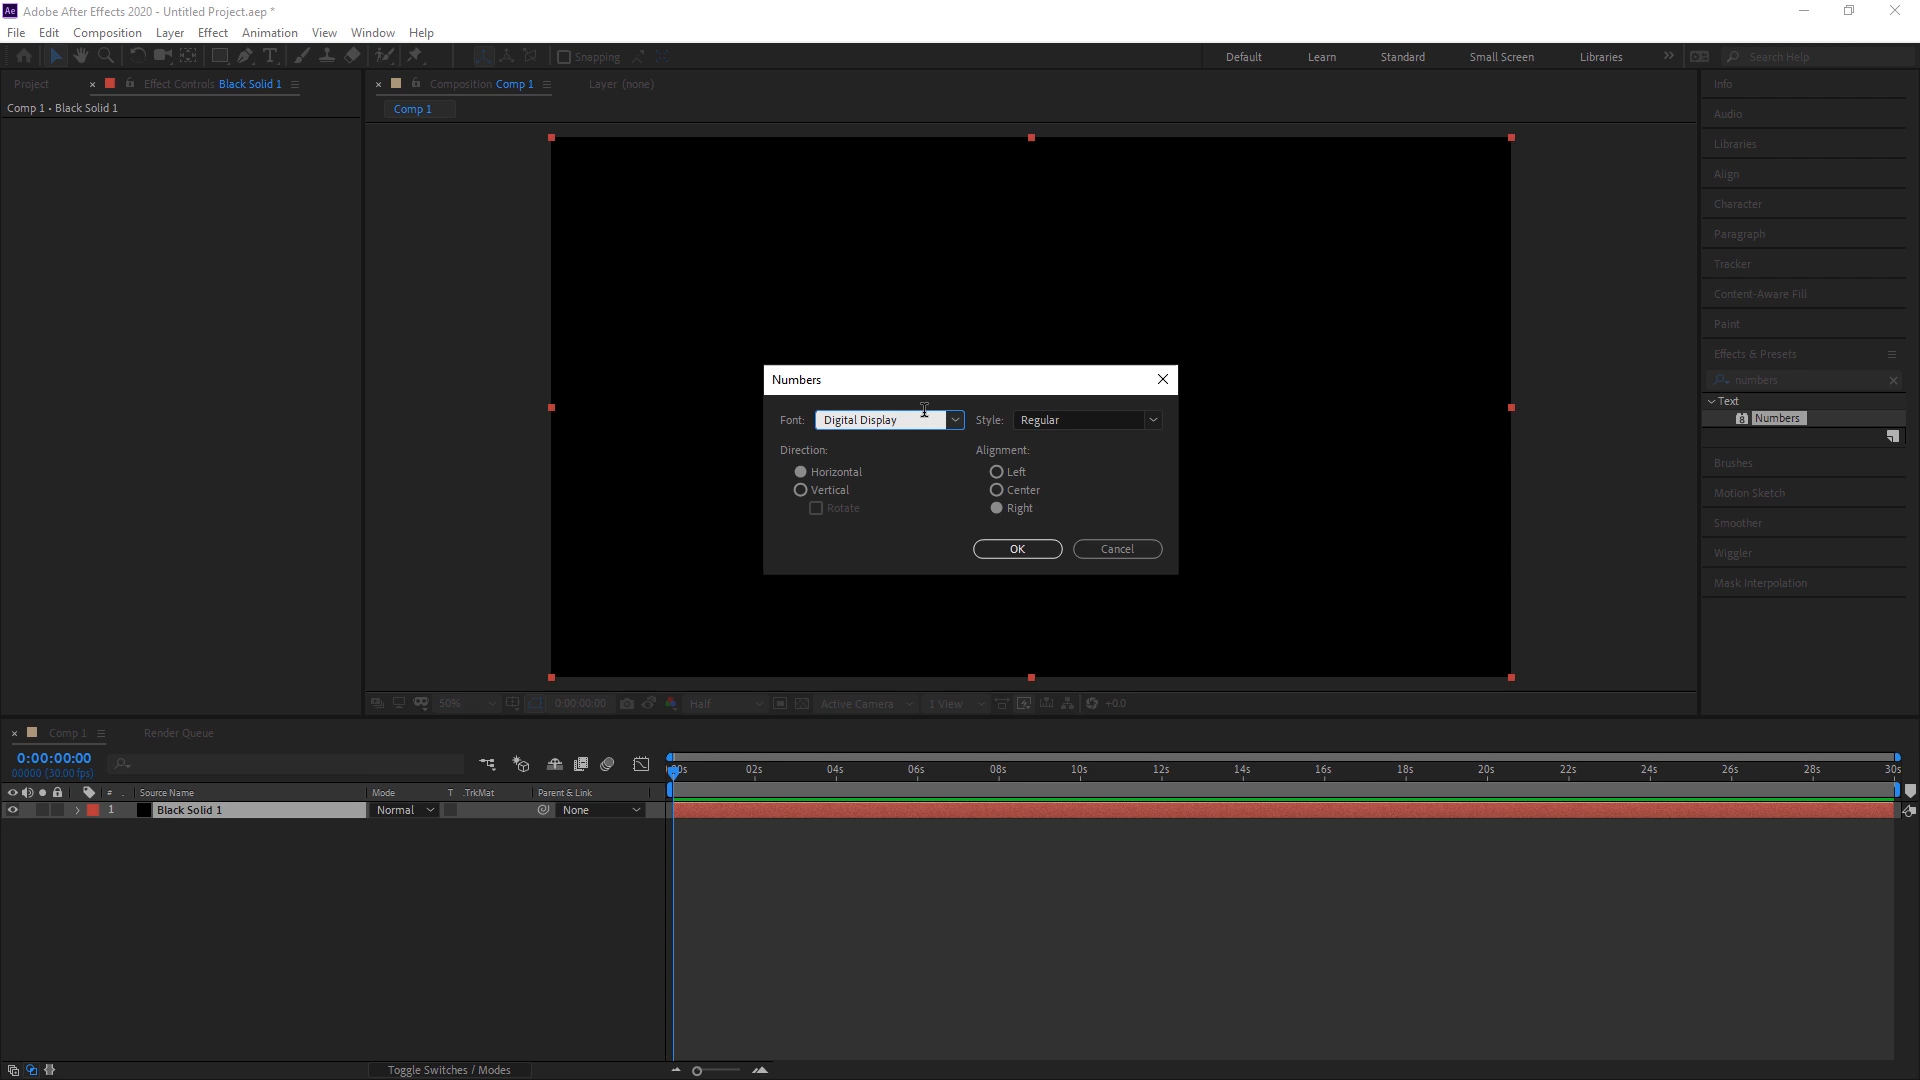 Ae Adobe After Effects 2020 - Untitled Project.aep *
File Edit Composition Layer Effect Animation View Window Help
Snapping Default Learn Standard Small Screen Libraries Search Help
Project Effect Controls Black Solid 1
Composition Comp 1 Layer (none)
Comp 1 • Black Solid 1
Comp 1
Info
Audio
Libraries
Align
Character
Paragraph
Tracker
Content-Aware Fill
Paint
Effects & Presets
numbers
Text
Numbers
Brushes
Motion Sketch
Smoother
Wiggler
Mask Interpolation
Numbers
Font: Digital Display Style: Regular
Direction: Alignment:
Horizontal Left
Vertical Center
Rotate Right
OK Cancel
50% 0:00:00:00 Half Active Camera 1 View +0.0
Comp 1 Render Queue
0:00:00:00
00000 (30.00 fps)
02s 04s 06s 08s 10s 12s 14s 16s 18s 20s 22s 24s 26s 28s 30s
# . Source Name Mode T .TrkMat Parent & Link
1 Black Solid 1 Normal None
Toggle Switches / Modes